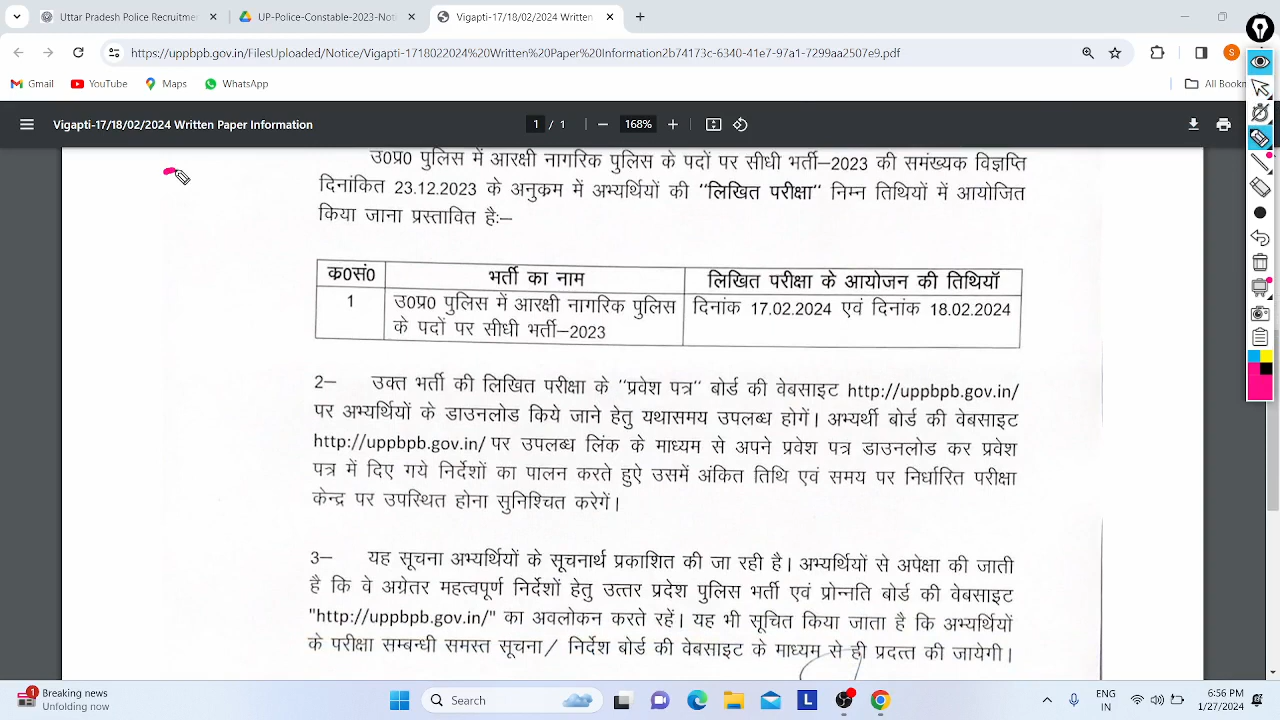 Uttar Pradesh Police Recruitmen
UP-Police-Constable-2023-Not
Vigapti-17/18/02/2024 Written
https://uppbpb.gov.in/FilesUploaded/Notice/Vigapti-1718022024%20Written%20Paper%20Information2b74173c-6340-41e7-97a1-7299ba2507e9.pdf
S
Gmail
YouTube
Maps
WhatsApp
All Book
Vigapti-17/18/02/2024 Written Paper Information
1 / 1
168%
उ0प्र0 पुलिस में आरक्षी नागरिक पुलिस के पदों पर सीधी भर्ती–2023 की समंख्यक विज्ञप्ति
दिनांकित 23.12.2023 के अनुक्रम में अभ्यर्थियों की "लिखित परीक्षा" निम्न तिथियों में आयोजित
किया जाना प्रस्तावित है:–
क0सं0
भर्ती का नाम
लिखित परीक्षा के आयोजन की तिथियॉ
1
उ0प्र0 पुलिस में आरक्षी नागरिक पुलिस
के पदों पर सीधी भर्ती–2023
दिनांक 17.02.2024 एवं दिनांक 18.02.2024
2– उक्त भर्ती की लिखित परीक्षा के "प्रवेश पत्र" बोर्ड की वेबसाइट http://uppbpb.gov.in/
पर अभ्यर्थियों के डाउनलोड किये जाने हेतु यथासमय उपलब्ध होगें। अभ्यर्थी बोर्ड की वेबसाइट
http://uppbpb.gov.in/ पर उपलब्ध लिंक के माध्यम से अपने प्रवेश पत्र डाउनलोड कर प्रवेश
पत्र में दिए गये निर्देशों का पालन करते हुऐ उसमें अंकित तिथि एवं समय पर निर्धारित परीक्षा
केन्द्र पर उपस्थित होना सुनिश्चित करेगें।
3– यह सूचना अभ्यर्थियों के सूचनार्थ प्रकाशित की जा रही है। अभ्यर्थियों से अपेक्षा की जाती
है कि वे अग्रेतर महत्वपूर्ण निर्देशों हेतु उत्तर प्रदेश पुलिस भर्ती एवं प्रोन्नति बोर्ड की वेबसाइट
"http://uppbpb.gov.in/" का अवलोकन करते रहें। यह भी सूचित किया जाता है कि अभ्यर्थियों
के परीक्षा सम्बन्धी समस्त सूचना/ निर्देश बोर्ड की वेबसाइट के माध्यम से ही प्रदत्त की जायेगी।
1
Breaking news
Unfolding now
Search
L
ENG
IN
6:56 PM
1/27/2024